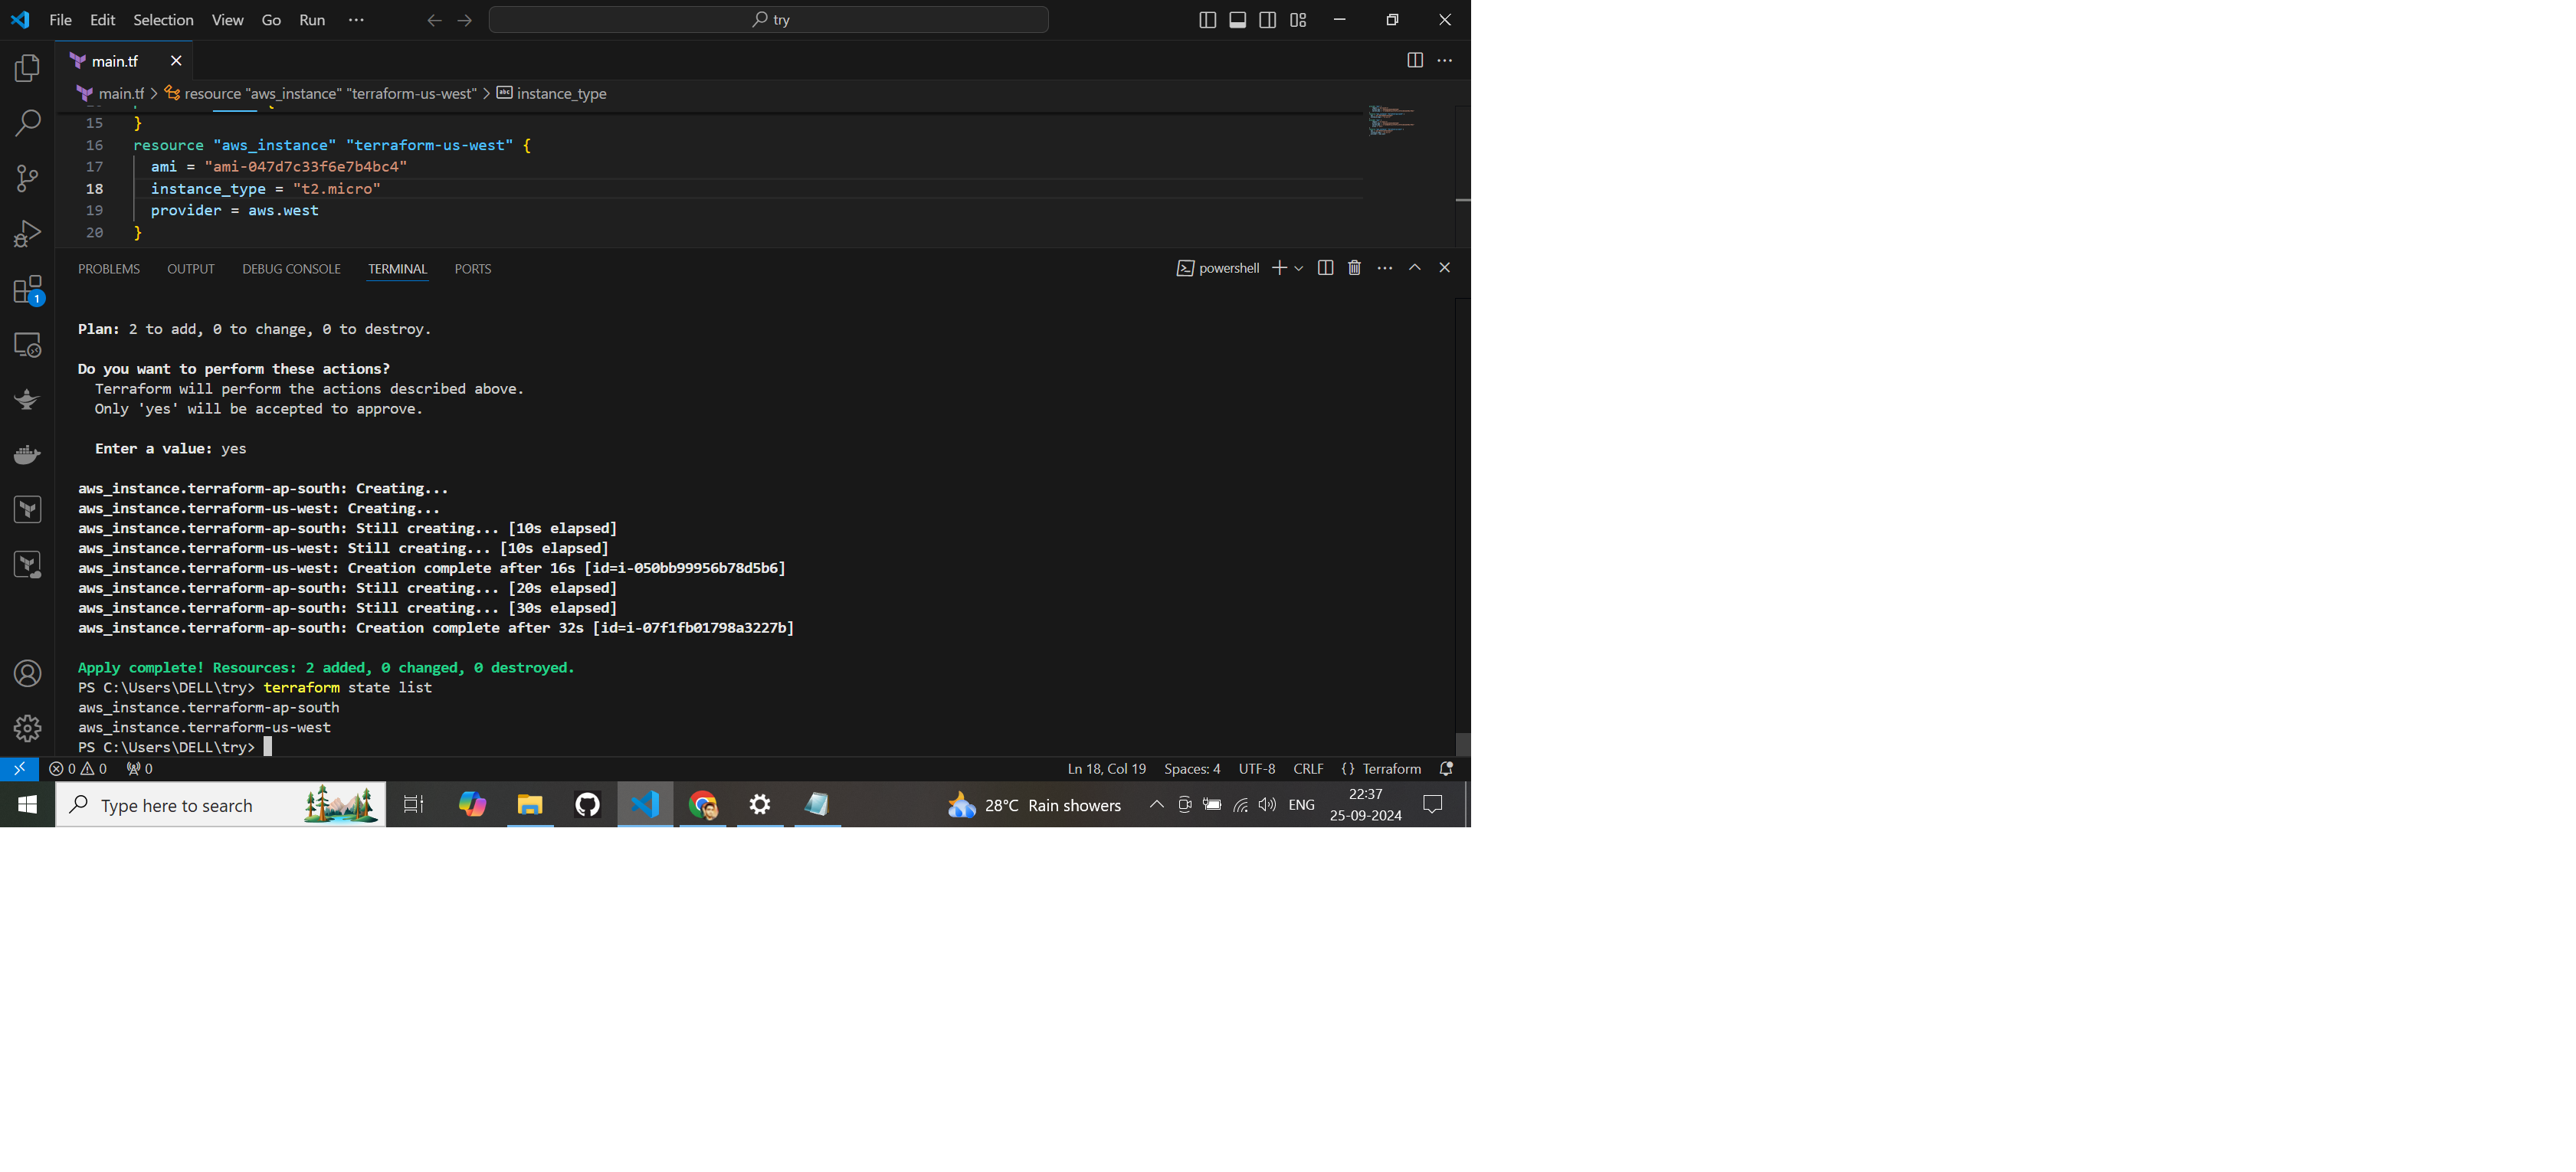 File Edit Selection View Go Run ··· try
main.tf
main.tf > resource "aws_instance" "terraform-us-west" > abc instance_type
15 }
16 resource "aws_instance" "terraform-us-west" {
17 ami = "ami-047d7c33f6e7b4bc4"
18 instance_type = "t2.micro"
19 provider = aws.west
20 }
PROBLEMS OUTPUT DEBUG CONSOLE TERMINAL PORTS powershell
1
Plan: 2 to add, 0 to change, 0 to destroy.
Do you want to perform these actions?
Terraform will perform the actions described above.
Only 'yes' will be accepted to approve.
Enter a value: yes
aws_instance.terraform-ap-south: Creating...
aws_instance.terraform-us-west: Creating...
aws_instance.terraform-ap-south: Still creating... [10s elapsed]
aws_instance.terraform-us-west: Still creating... [10s elapsed]
aws_instance.terraform-us-west: Creation complete after 16s [id=i-050bb99956b78d5b6]
aws_instance.terraform-ap-south: Still creating... [20s elapsed]
aws_instance.terraform-ap-south: Still creating... [30s elapsed]
aws_instance.terraform-ap-south: Creation complete after 32s [id=i-07f1fb01798a3227b]
Apply complete! Resources: 2 added, 0 changed, 0 destroyed.
PS C:\Users\DELL\try> terraform state list
aws_instance.terraform-ap-south
aws_instance.terraform-us-west
PS C:\Users\DELL\try>
0 0 0 Ln 18, Col 19 Spaces: 4 UTF-8 CRLF {} Terraform
Type here to search 28°C Rain showers ENG 22:37
25-09-2024